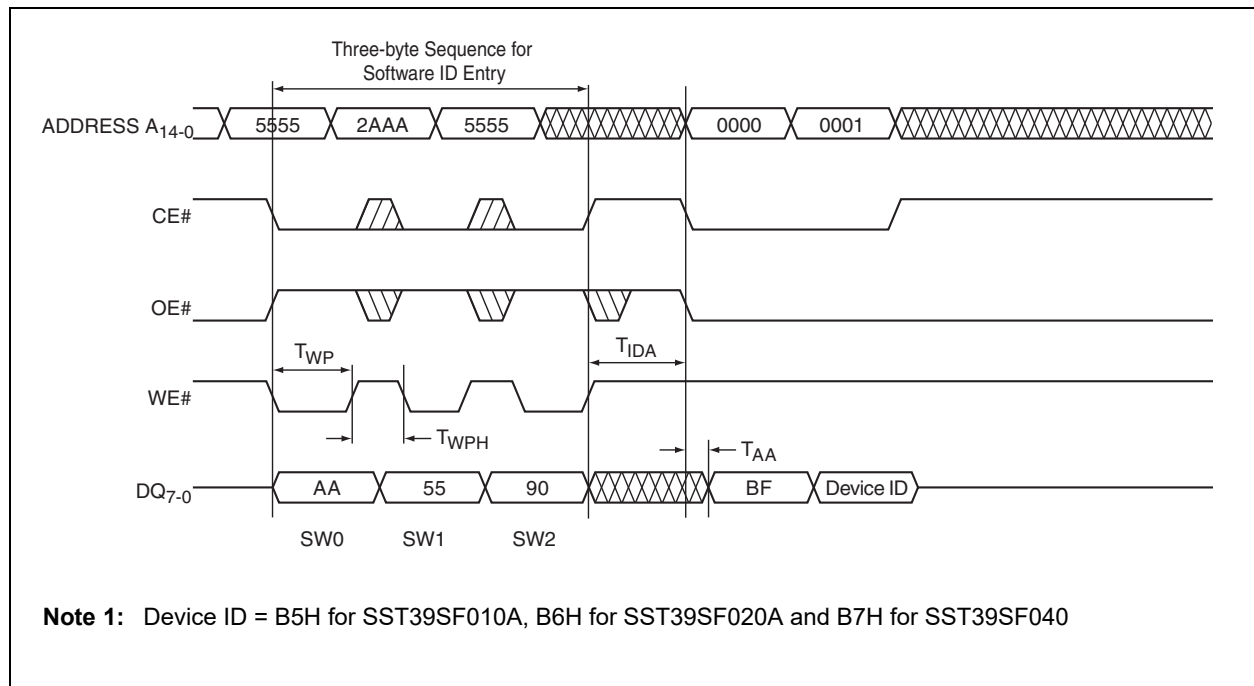 Three-byte Sequence for
Software ID Entry
ADDRESS A14-0 5555 2AAA 5555 0000 0001
CE#
OE#
TWP TIDA
WE#
TWPH TAA
DQ7-0 AA 55 90 BF Device ID
SW0 SW1 SW2
Note 1: Device ID = B5H for SST39SF010A, B6H for SST39SF020A and B7H for SST39SF040